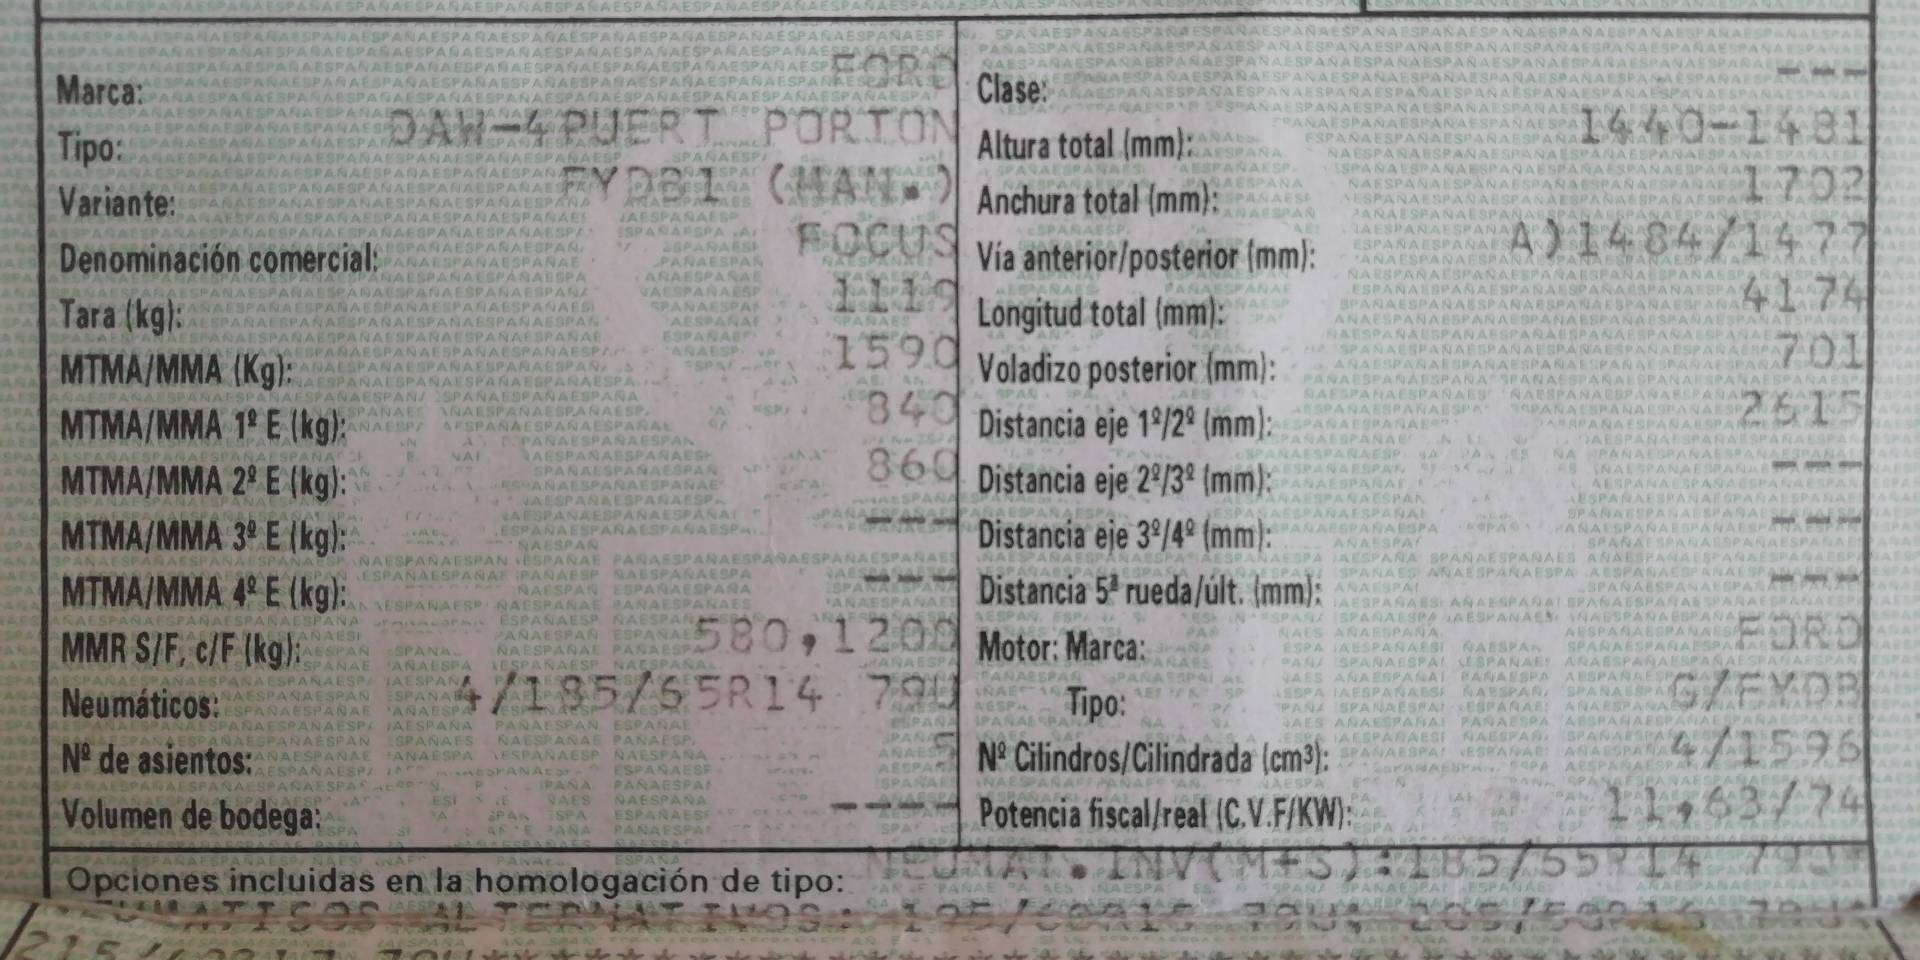 Marca: FORD
Tipo: DAW-4PUERT PORTON
Variante: FYDB1 (MAN.)
Denominación comercial: FOCUS
Tara (kg): 1119
MTMA/MMA (Kg): 1590
MTMA/MMA 1º E (kg): 840
MTMA/MMA 2º E (kg): 860
MTMA/MMA 3º E (kg): ---
MTMA/MMA 4º E (kg): ---
MMR S/F, c/F (kg): 580,1200
Neumáticos: 4/185/65R14 79U
Nº de asientos: 5
Volumen de bodega: ----
Clase: ---
Altura total (mm): 1440-1481
Anchura total (mm): 1702
Vía anterior/posterior (mm): A)1484/1477
Longitud total (mm): 4174
Voladizo posterior (mm): 701
Distancia eje 1º/2º (mm): 2615
Distancia eje 2º/3º (mm): ---
Distancia eje 3º/4º (mm): ---
Distancia 5ª rueda/últ. (mm): ---
Motor: Marca: FORD
Tipo: G/FYDB
Nº Cilindros/Cilindrada (cm³): 4/1596
Potencia fiscal/real (C.V.F/KW): 11,63/74
Opciones incluidas en la homologación de tipo: NEUMAT.INV(M+S):185/65R14
NEUMATICOS ALTERNATIVOS: